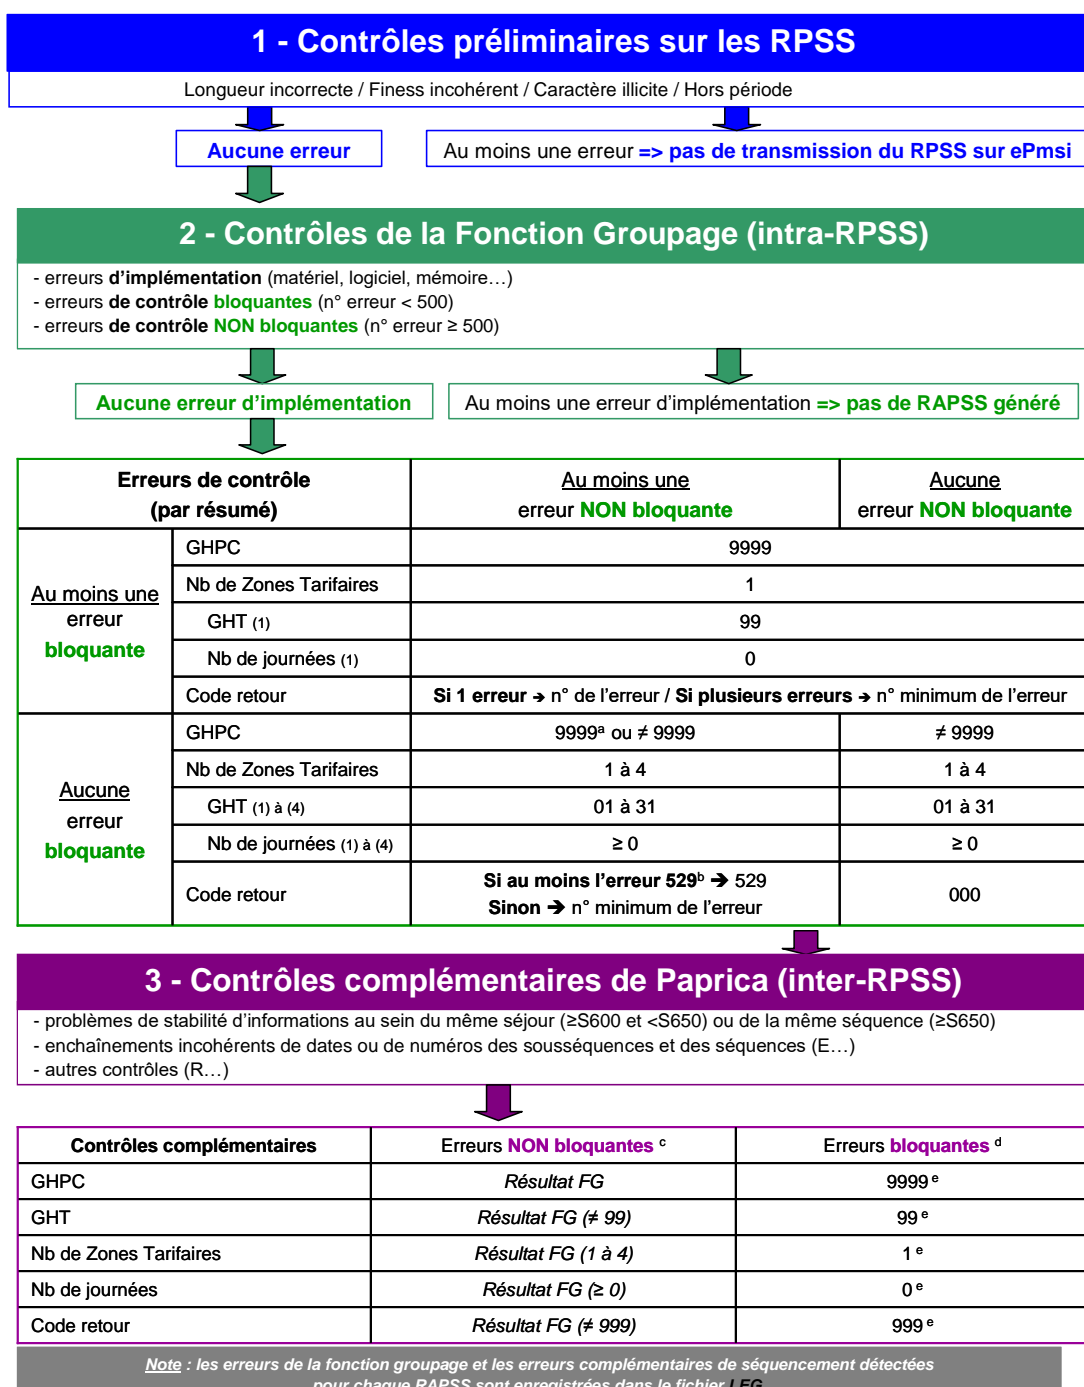 1 - Contrôles préliminaires sur les RPSS
Longueur incorrecte / Finess incohérent / Caractère illicite / Hors période
Aucune erreur
Au moins une erreur => pas de transmission du RPSS sur ePmsi
2 - Contrôles de la Fonction Groupage (intra-RPSS)
- erreurs d'implémentation (matériel, logiciel, mémoire…)
- erreurs de contrôle bloquantes (n° erreur < 500)
- erreurs de contrôle NON bloquantes (n° erreur ≥ 500)
Aucune erreur d'implémentation
Au moins une erreur d'implémentation => pas de RAPSS généré
Erreurs de contrôle
(par résumé)
Au moins une
erreur NON bloquante
Aucune
erreur NON bloquante
Au moins une
erreur
bloquante
GHPC
9999
Nb de Zones Tarifaires
1
GHT (1)
99
Nb de journées (1)
0
Code retour
Si 1 erreur ➔ n° de l'erreur / Si plusieurs erreurs ➔ n° minimum de l'erreur
Aucune
erreur
bloquante
GHPC
9999ᵃ ou ≠ 9999
≠ 9999
Nb de Zones Tarifaires
1 à 4
1 à 4
GHT (1) à (4)
01 à 31
01 à 31
Nb de journées (1) à (4)
≥ 0
≥ 0
Code retour
Si au moins l'erreur 529ᵇ ➔ 529
Sinon ➔ n° minimum de l'erreur
000
3 - Contrôles complémentaires de Paprica (inter-RPSS)
- problèmes de stabilité d'informations au sein du même séjour (≥S600 et <S650) ou de la même séquence (≥S650)
- enchaînements incohérents de dates ou de numéros des sousséquences et des séquences (E…)
- autres contrôles (R…)
Contrôles complémentaires
Erreurs NON bloquantes ᶜ
Erreurs bloquantes ᵈ
GHPC
Résultat FG
9999 ᵉ
GHT
Résultat FG (≠ 99)
99 ᵉ
Nb de Zones Tarifaires
Résultat FG (1 à 4)
1 ᵉ
Nb de journées
Résultat FG (≥ 0)
0 ᵉ
Code retour
Résultat FG (≠ 999)
999 ᵉ
Note : les erreurs de la fonction groupage et les erreurs complémentaires de séquencement détectées
pour chaque RAPSS sont enregistrées dans le fichier LEG